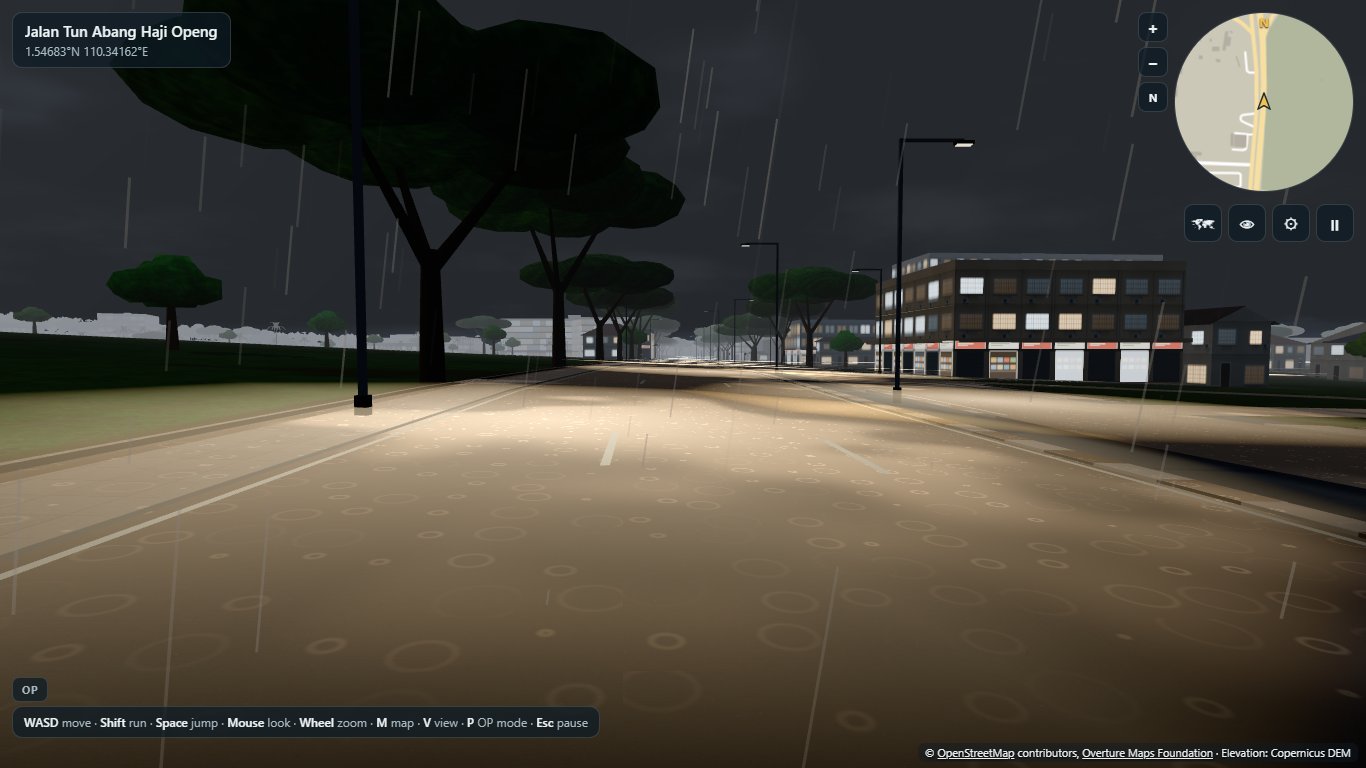 Jalan Tun Abang Haji Openg
1.54683°N 110.34162°E
+
−
N
N
OP
WASD move · Shift run · Space jump · Mouse look · Wheel zoom · M map · V view · P OP mode · Esc pause
© OpenStreetMap contributors, Overture Maps Foundation · Elevation: Copernicus DEM